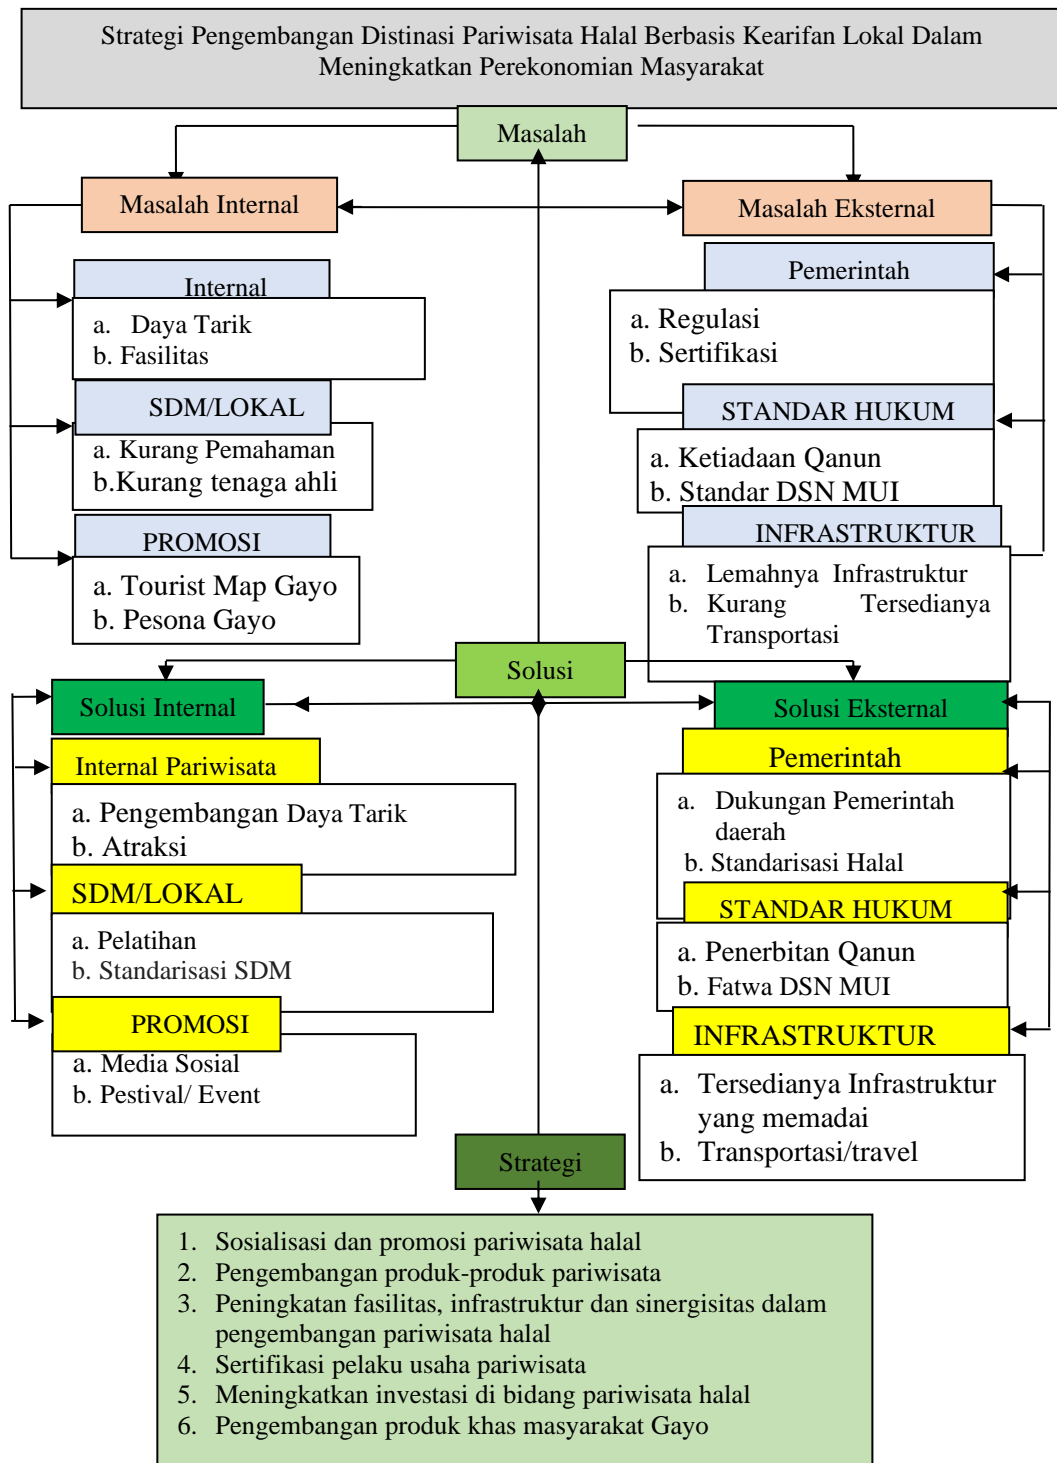 Strategi Pengembangan Distinasi Pariwisata Halal Berbasis Kearifan Lokal Dalam
Meningkatkan Perekonomian Masyarakat
Masalah
Masalah Internal
Masalah Eksternal
Internal
a. Daya Tarik
b. Fasilitas
SDM/LOKAL
a. Kurang Pemahaman
b.Kurang tenaga ahli
PROMOSI
a. Tourist Map Gayo
b. Pesona Gayo
Pemerintah
a. Regulasi
b. Sertifikasi
STANDAR HUKUM
a. Ketiadaan Qanun
b. Standar DSN MUI
INFRASTRUKTUR
a. Lemahnya Infrastruktur
b. Kurang Tersedianya
Transportasi
Solusi
Solusi Internal
Solusi Eksternal
Internal Pariwisata
a. Pengembangan Daya Tarik
b. Atraksi
SDM/LOKAL
a. Pelatihan
b. Standarisasi SDM
PROMOSI
a. Media Sosial
b. Pestival/ Event
Pemerintah
a. Dukungan Pemerintah
daerah
b. Standarisasi Halal
STANDAR HUKUM
a. Penerbitan Qanun
b. Fatwa DSN MUI
INFRASTRUKTUR
a. Tersedianya Infrastruktur
yang memadai
b. Transportasi/travel
Strategi
1. Sosialisasi dan promosi pariwisata halal
2. Pengembangan produk-produk pariwisata
3. Peningkatan fasilitas, infrastruktur dan sinergisitas dalam
pengembangan pariwisata halal
4. Sertifikasi pelaku usaha pariwisata
5. Meningkatkan investasi di bidang pariwisata halal
6. Pengembangan produk khas masyarakat Gayo